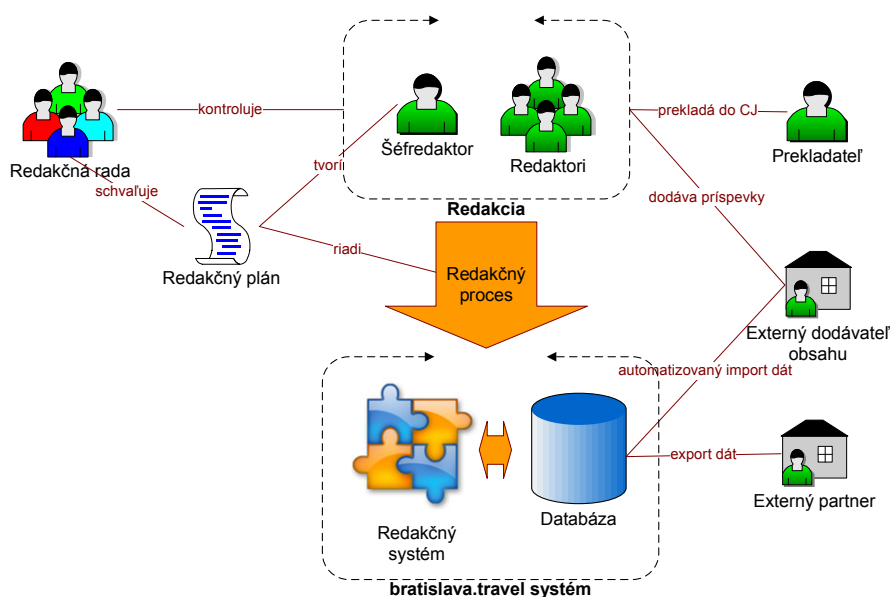 kontroluje
prekladá do CJ
Redakčná rada
Šéfredaktor
Redaktori
Prekladateľ
schvaľuje
tvorí
dodáva príspevky
Redakcia
Redakčný plán
riadi
Redakčný
proces
Externý dodávateľ
obsahu
automatizovaný import dát
export dát
Externý partner
Redakčný
systém
Databáza
bratislava.travel systém